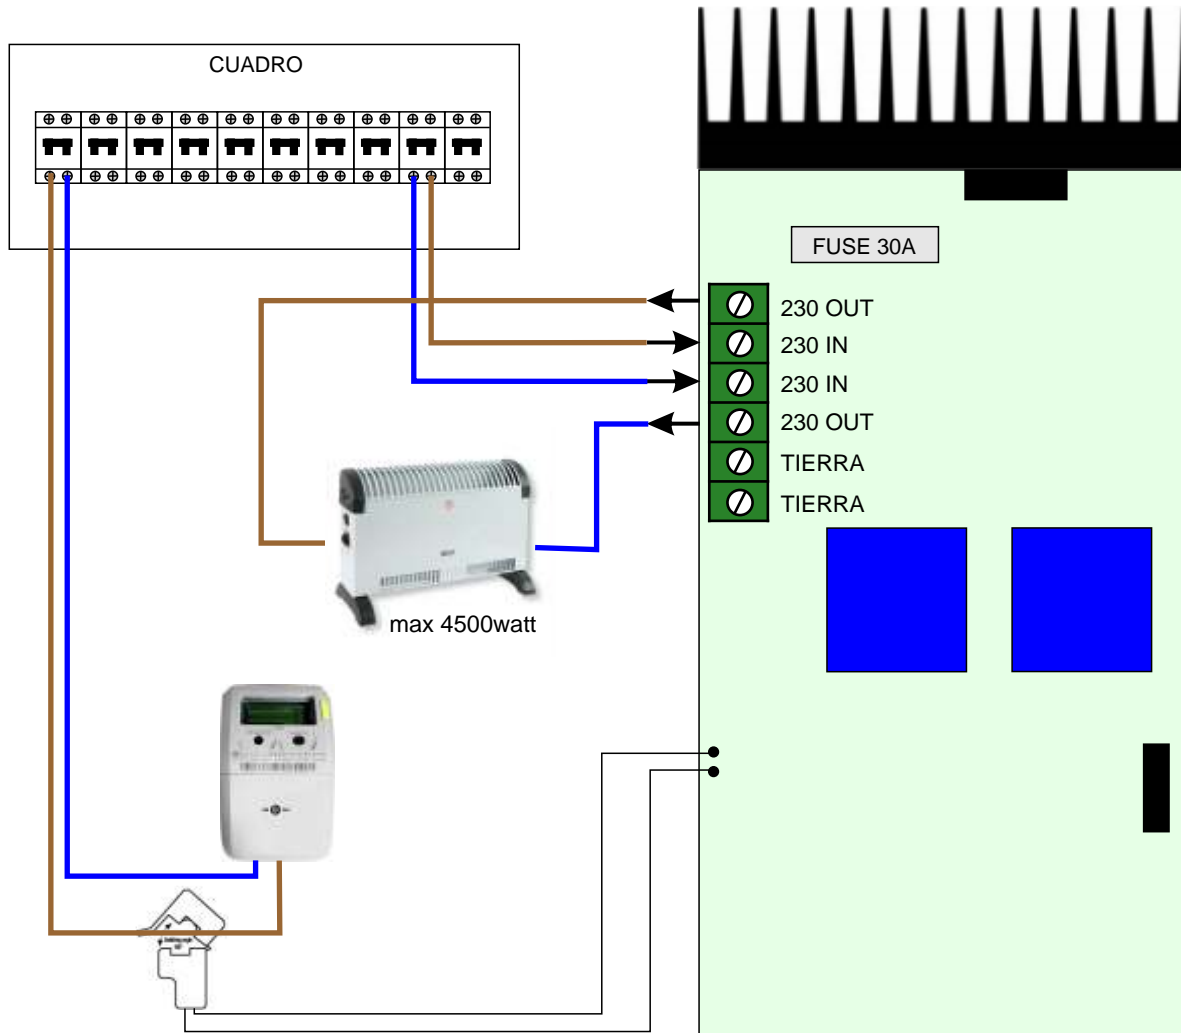 CUADRO
FUSE 30A
230 OUT
230 IN
230 IN
230 OUT
TIERRA
TIERRA
max 4500watt